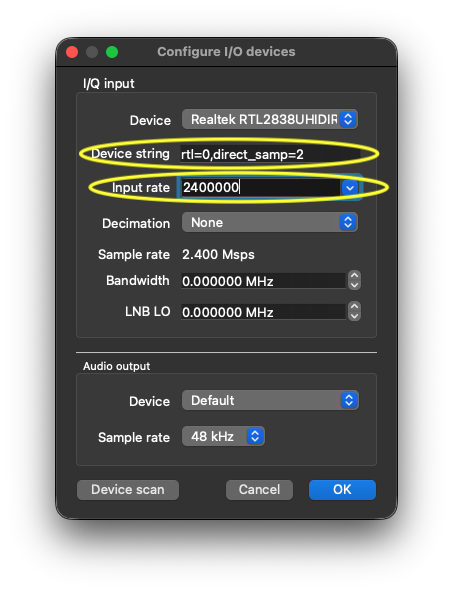 Configure I/O devices
I/Q input
Device Realtek RTL2838UHIDIR
Device string rtl=0,direct_samp=2
Input rate 2400000
Decimation None
Sample rate 2.400 Msps
Bandwidth 0.000000 MHz
LNB LO 0.000000 MHz
Audio output
Device Default
Sample rate 48 kHz
Device scan Cancel OK